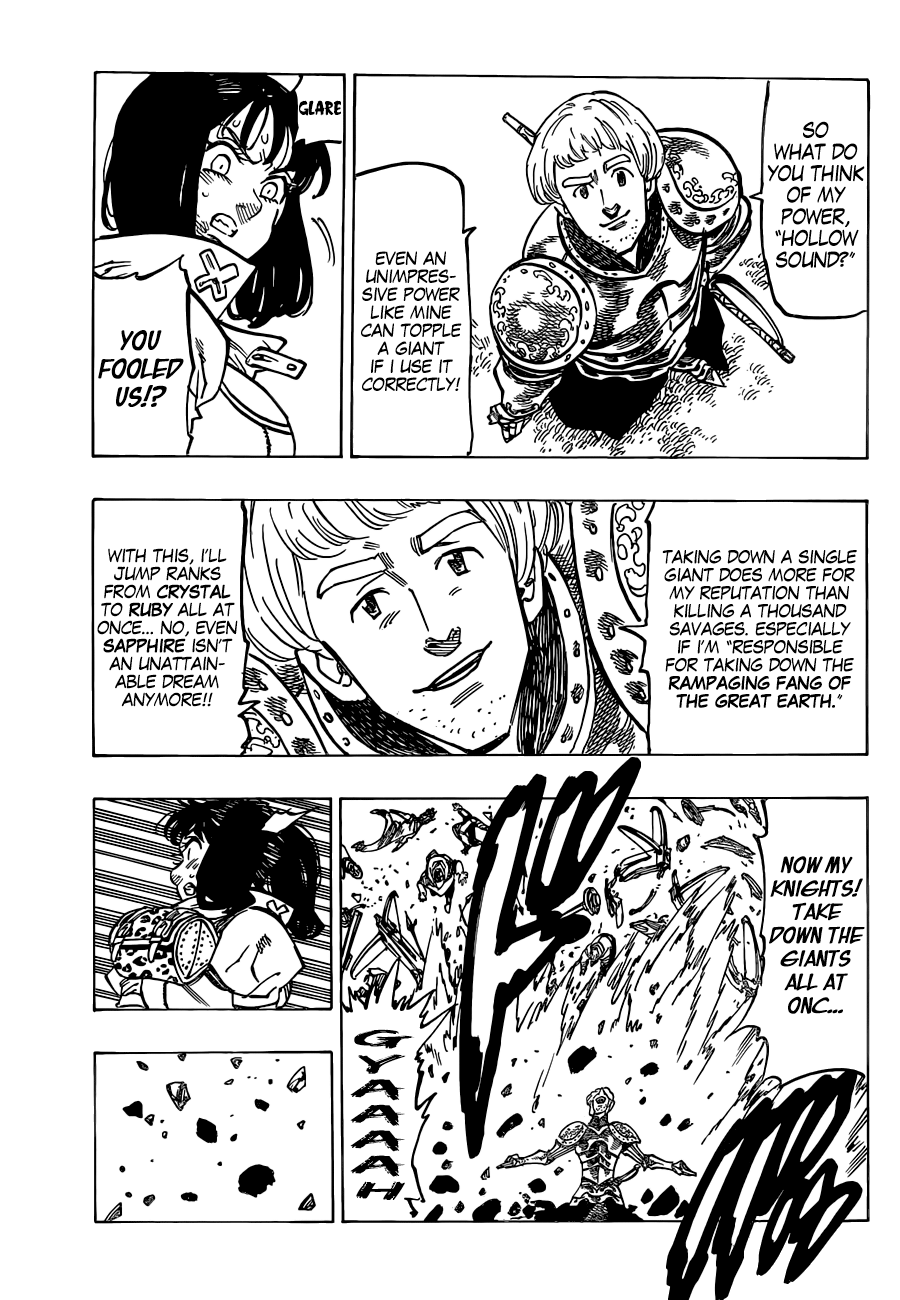 SO
WHAT DO
YOU THINK
OF MY
POWER,
"HOLLOW
SOUND?"
EVEN AN
UNIMPRES-
SIVE POWER
LIKE MINE
CAN TOPPLE
A GIANT
IF I USE IT
CORRECTLY!
GLARE
YOU
FOOLED
US!?
TAKING DOWN A SINGLE
GIANT DOES MORE FOR
MY REPUTATION THAN
KILLING A THOUSAND
SAVAGES. ESPECIALLY
IF I'M "RESPONSIBLE
FOR TAKING DOWN THE
RAMPAGING FANG OF
THE GREAT EARTH."
WITH THIS, I'LL
JUMP RANKS
FROM CRYSTAL
TO RUBY ALL AT
ONCE... NO, EVEN
SAPPHIRE ISN'T
AN UNATTAIN-
ABLE DREAM
ANYMORE!!
NOW MY
KNIGHTS!
TAKE
DOWN THE
GIANTS
ALL AT
ONC...
GYAAAAH